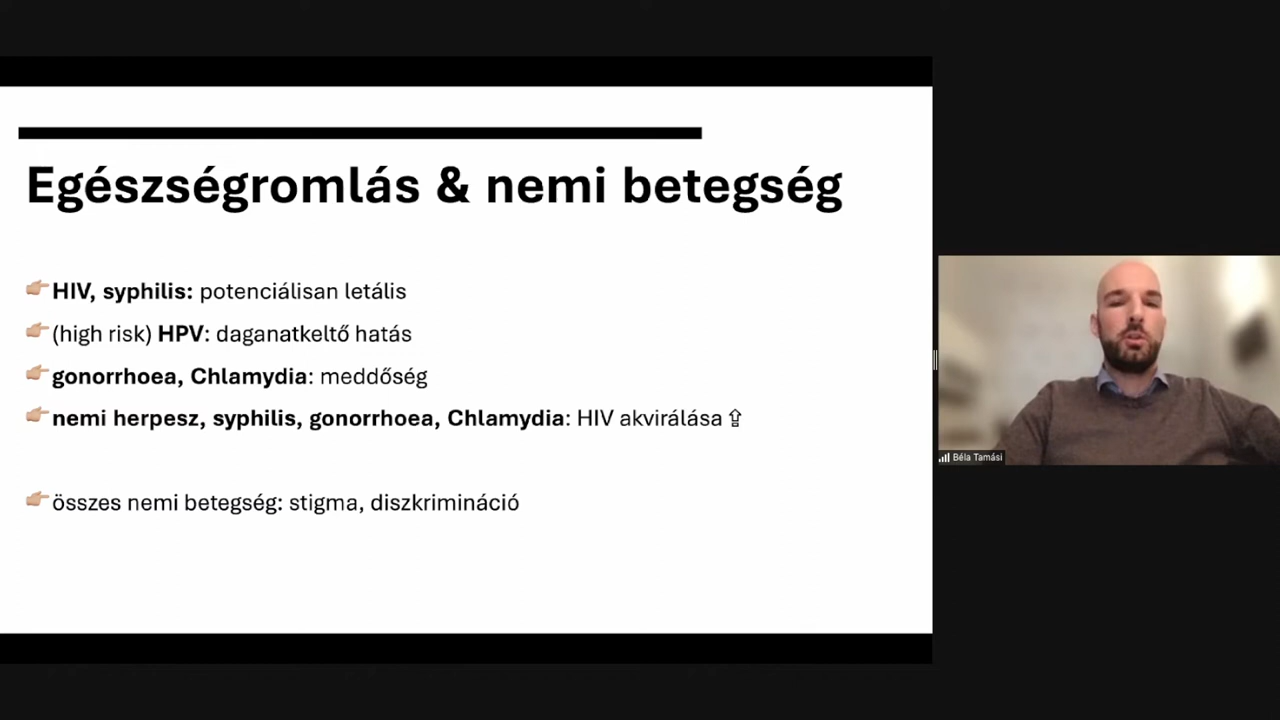 Egészségromlás & nemi betegség
👉🏼HIV, syphilis: potenciálisan letális
👉🏼(high risk) HPV: daganatkeltő hatás
👉🏼gonorrhoea, Chlamydia: meddőség
👉🏼nemi herpesz, syphilis, gonorrhoea, Chlamydia: HIV akvirálása ⇪
👉🏼összes nemi betegség: stigma, diszkrimináció
Béla Tamási